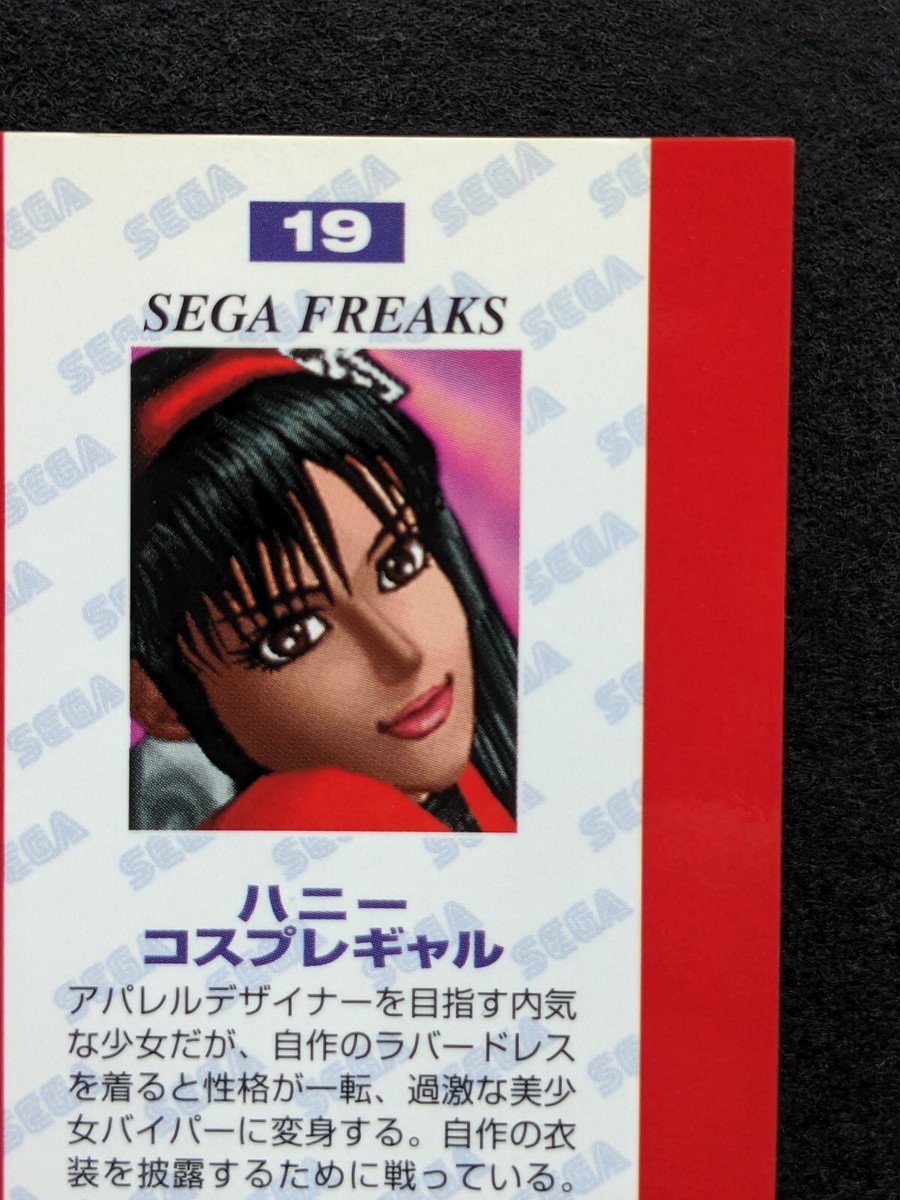 19
SEGA FREAKS
ハニー
コスプレギャル
アパレルデザイナーを目指す内気
な少女だが、自作のラバードレス
を着ると性格が一転、過激な美少
女バイパーに変身する。自作の衣
装を披露するために戦っている。
SEGA